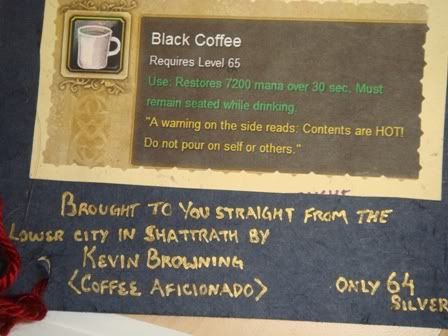 Black Coffee
Requires Level 65
Use: Restores 7200 mana over 30 sec. Must
remain seated while drinking.
"A warning on the side reads: Contents are HOT!
Do not pour on self or others."
BROUGHT TO YOU STRAIGHT FROM THE
LOWER CITY IN SHATTRATH BY
KEVIN BROWNING
<COFFEE AFICIONADO>
ONLY 64
SILVER